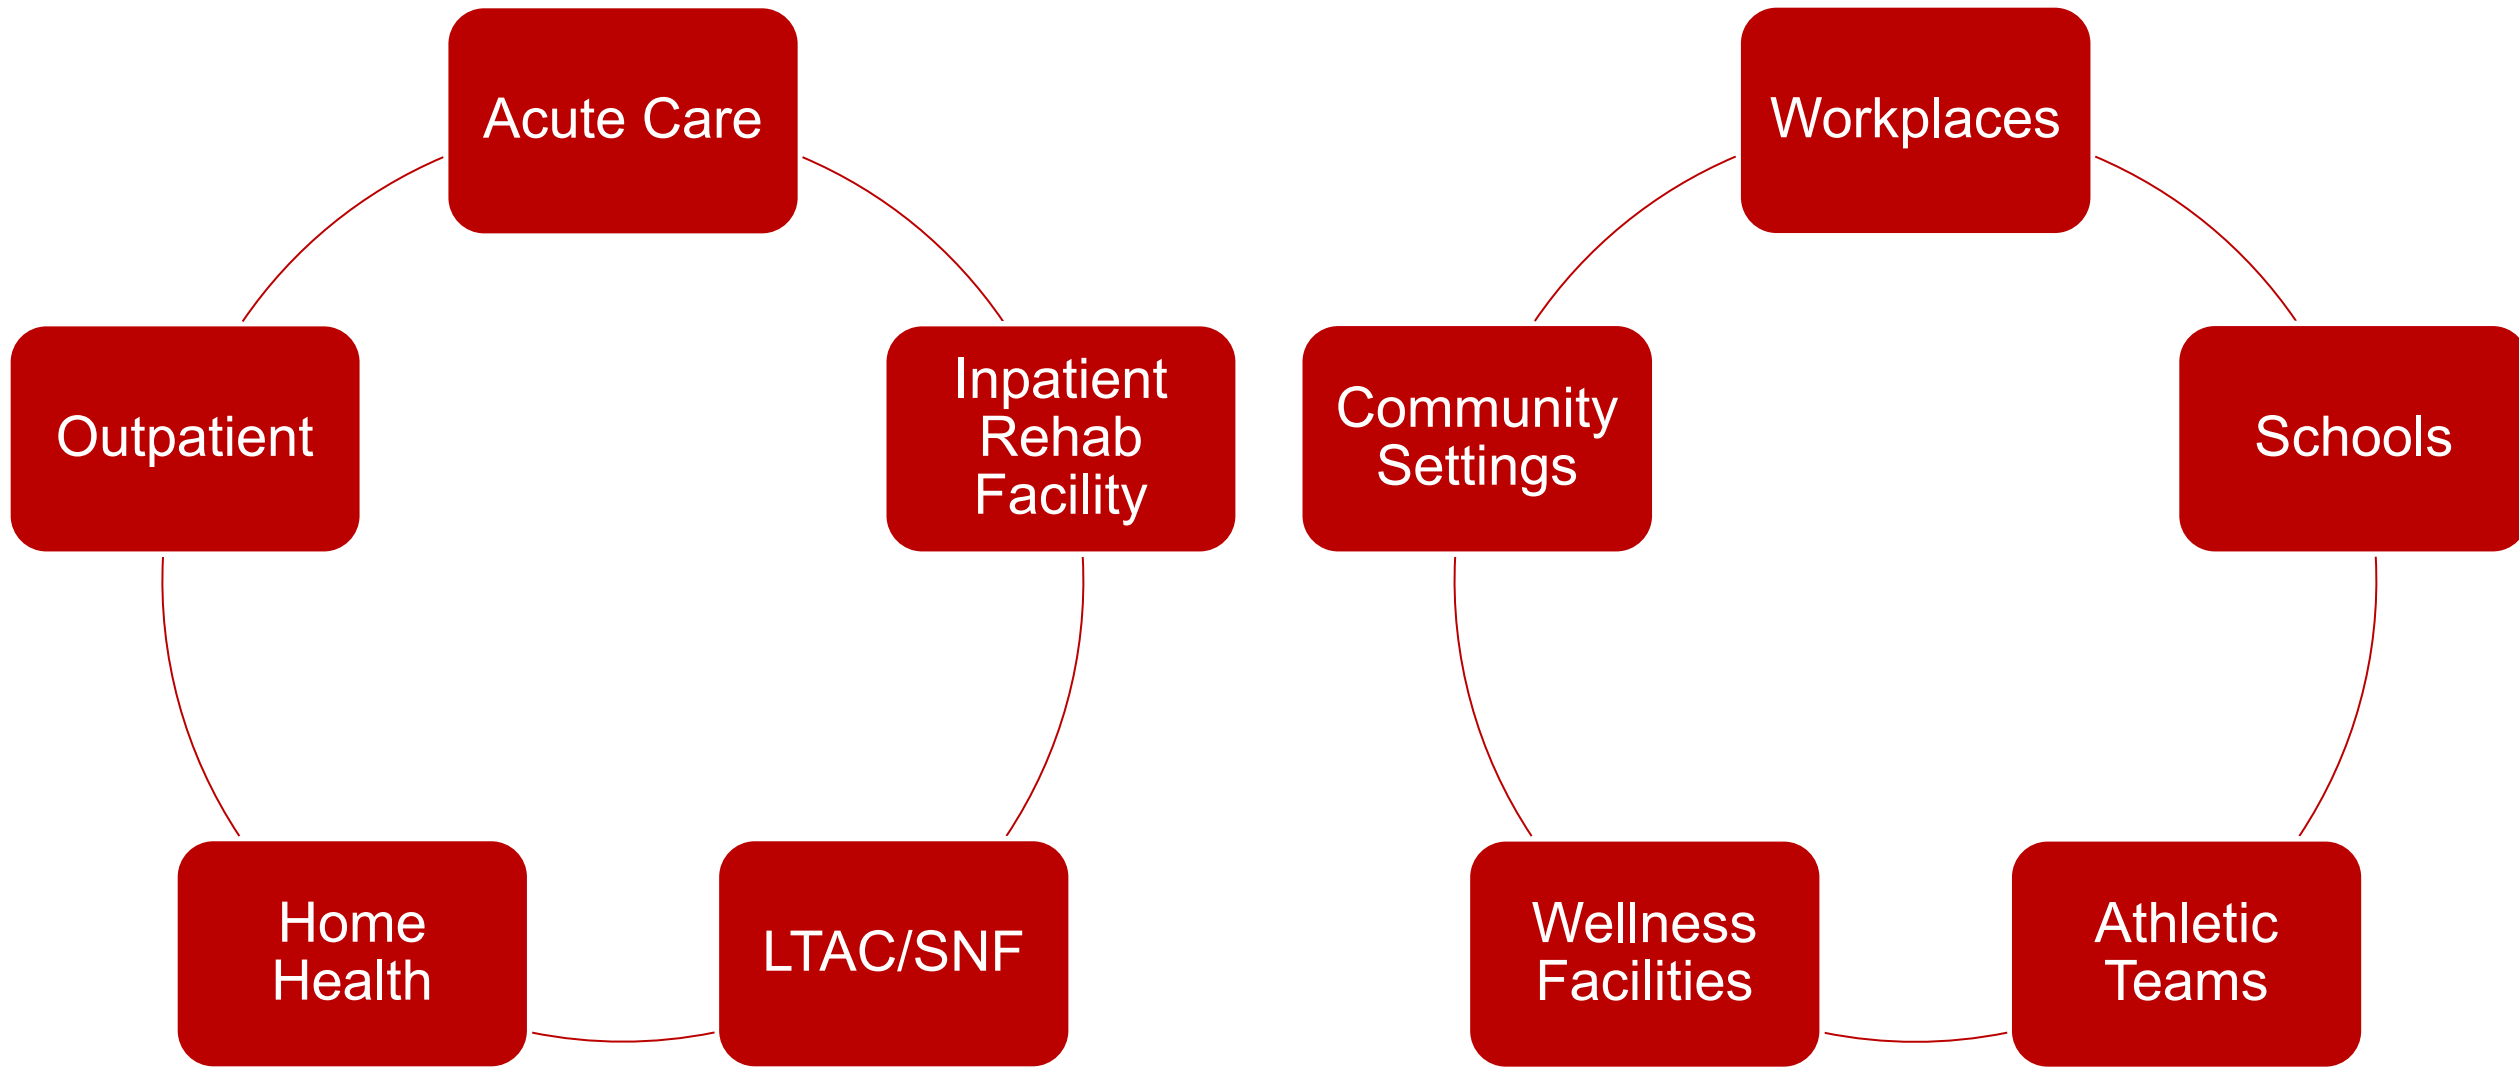 Acute Care
Inpatient
Rehab
Facility
LTAC/SNF
Home
Health
Outpatient
Workplaces
Schools
Athletic
Teams
Wellness
Facilities
Community
Settings